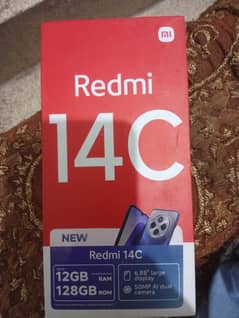 mi
Redmi
14C
NEW
Redmi 14C
12GB RAM
128GB ROM
6.88" large
display
50MP AI dual
camera